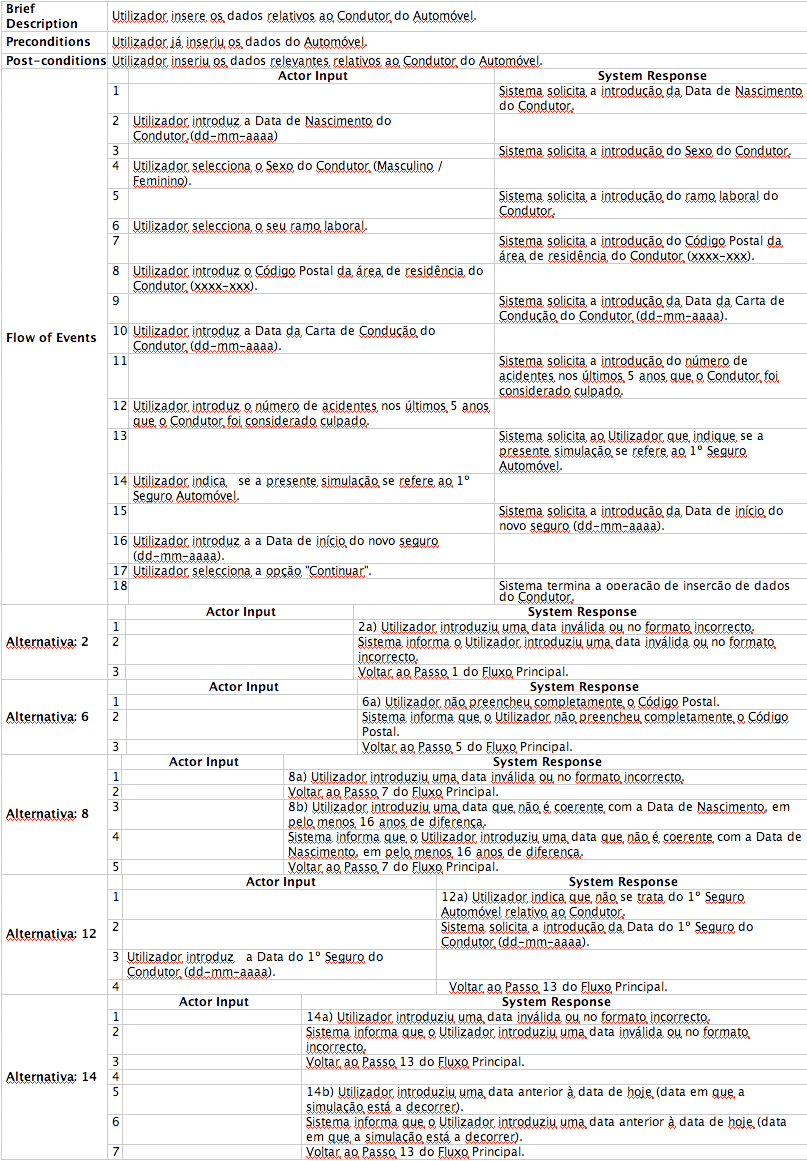 Brief
Description
Utilizador insere os dados relativos ao Condutor do Automóvel.
Preconditions
Utilizador já inseriu os dados do Automóvel.
Post-conditions
Utilizador inseriu os dados relevantes relativos ao Condutor do Automóvel.
Flow of Events
Actor Input System Response
1 Sistema solicita a introdução da Data de Nascimento
do Condutor.
2 Utilizador introduz a Data de Nascimento do
Condutor.(dd-mm-aaaa)
3 Sistema solicita a introdução do Sexo do Condutor.
4 Utilizador selecciona o Sexo do Condutor (Masculino /
Feminino).
5 Sistema solicita a introdução do ramo laboral do
Condutor.
6 Utilizador selecciona o seu ramo laboral.
7 Sistema solicita a introdução do Código Postal da
área de residência do Condutor (xxxx-xxx).
8 Utilizador introduz o Código Postal da área de residência do
Condutor (xxxx-xxx).
9 Sistema solicita a introdução da Data da Carta de
Condução do Condutor (dd-mm-aaaa).
10 Utilizador introduz a Data da Carta de Condução do
Condutor (dd-mm-aaaa).
11 Sistema solicita a introdução do número de
acidentes nos últimos 5 anos que o Condutor foi
considerado culpado.
12 Utilizador introduz o número de acidentes nos últimos 5 anos
que o Condutor foi considerado culpado.
13 Sistema solicita ao Utilizador que indique se a
presente simulação se refere ao 1º Seguro
Automóvel.
14 Utilizador indica se a presente simulação se refere ao 1º
Seguro Automóvel.
15 Sistema solicita a introdução da Data de início do
novo seguro (dd-mm-aaaa).
16 Utilizador introduz a a Data de início do novo seguro
(dd-mm-aaaa).
17 Utilizador selecciona a opção "Continuar".
18 Sistema termina a operação de inserção de dados
do Condutor.
Alternativa: 2
Actor Input System Response
1 2a) Utilizador introduziu uma data inválida ou no formato incorrecto.
2 Sistema informa o Utilizador introduziu uma data inválida ou no formato
incorrecto.
3 Voltar ao Passo 1 do Fluxo Principal.
Alternativa: 6
Actor Input System Response
1 6a) Utilizador não preencheu completamente o Código Postal.
2 Sistema informa que o Utilizador não preencheu completamente o Código
Postal.
3 Voltar ao Passo 5 do Fluxo Principal.
Alternativa: 8
Actor Input System Response
1 8a) Utilizador introduziu uma data inválida ou no formato incorrecto.
2 Voltar ao Passo 7 do Fluxo Principal.
3 8b) Utilizador introduziu uma data que não é coerente com a Data de Nascimento, em
pelo menos 16 anos de diferença.
4 Sistema informa que o Utilizador introduziu uma data que não é coerente com a Data de
Nascimento, em pelo menos 16 anos de diferença.
5 Voltar ao Passo 7 do Fluxo Principal.
Alternativa: 12
Actor Input System Response
1 12a) Utilizador indica que não se trata do 1º Seguro
Automóvel relativo ao Condutor.
2 Sistema solicita a introdução da Data do 1º Seguro do
Condutor (dd-mm-aaaa).
3 Utilizador introduz a Data do 1º Seguro do
Condutor (dd-mm-aaaa).
4 Voltar ao Passo 13 do Fluxo Principal.
Alternativa: 14
Actor Input System Response
1 14a) Utilizador introduziu uma data inválida ou no formato incorrecto.
2 Sistema informa que o Utilizador introduziu uma data inválida ou no formato
incorrecto.
3 Voltar ao Passo 13 do Fluxo Principal.
4
5 14b) Utilizador introduziu uma data anterior à data de hoje (data em que a
simulação está a decorrer).
6 Sistema informa que o Utilizador introduziu uma data anterior à data de hoje (data
em que a simulação está a decorrer).
7 Voltar ao Passo 13 do Fluxo Principal.